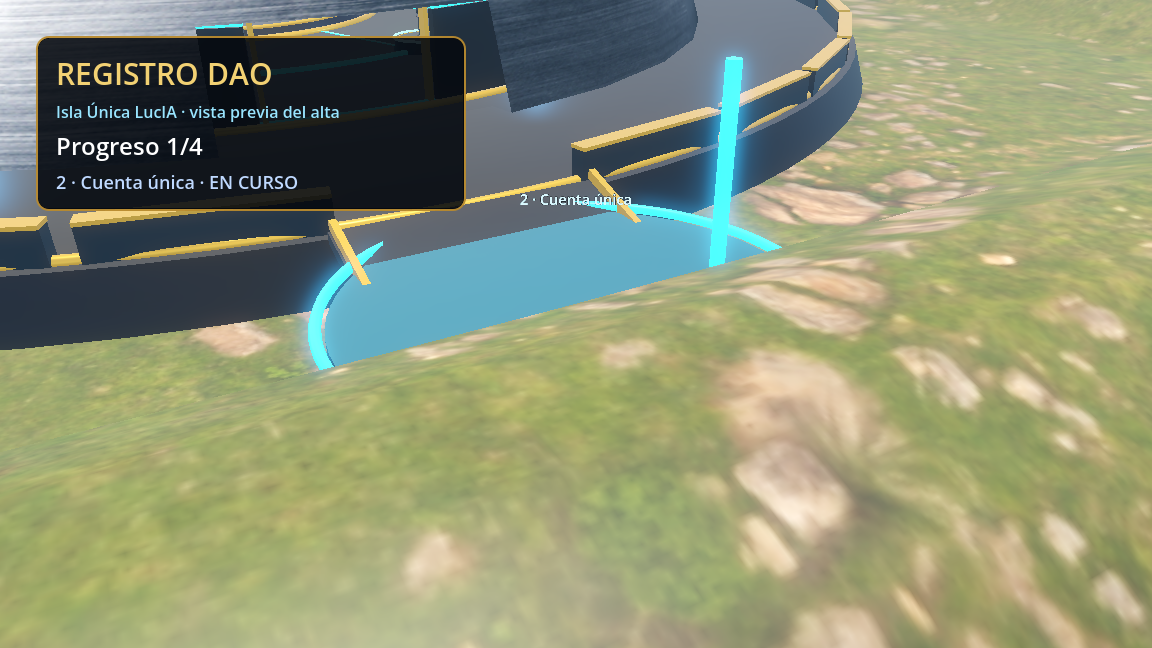 REGISTRO DAO
Isla Única LucIA · vista previa del alta
Progreso 1/4
2 · Cuenta única · EN CURSO
2 · Cuenta única